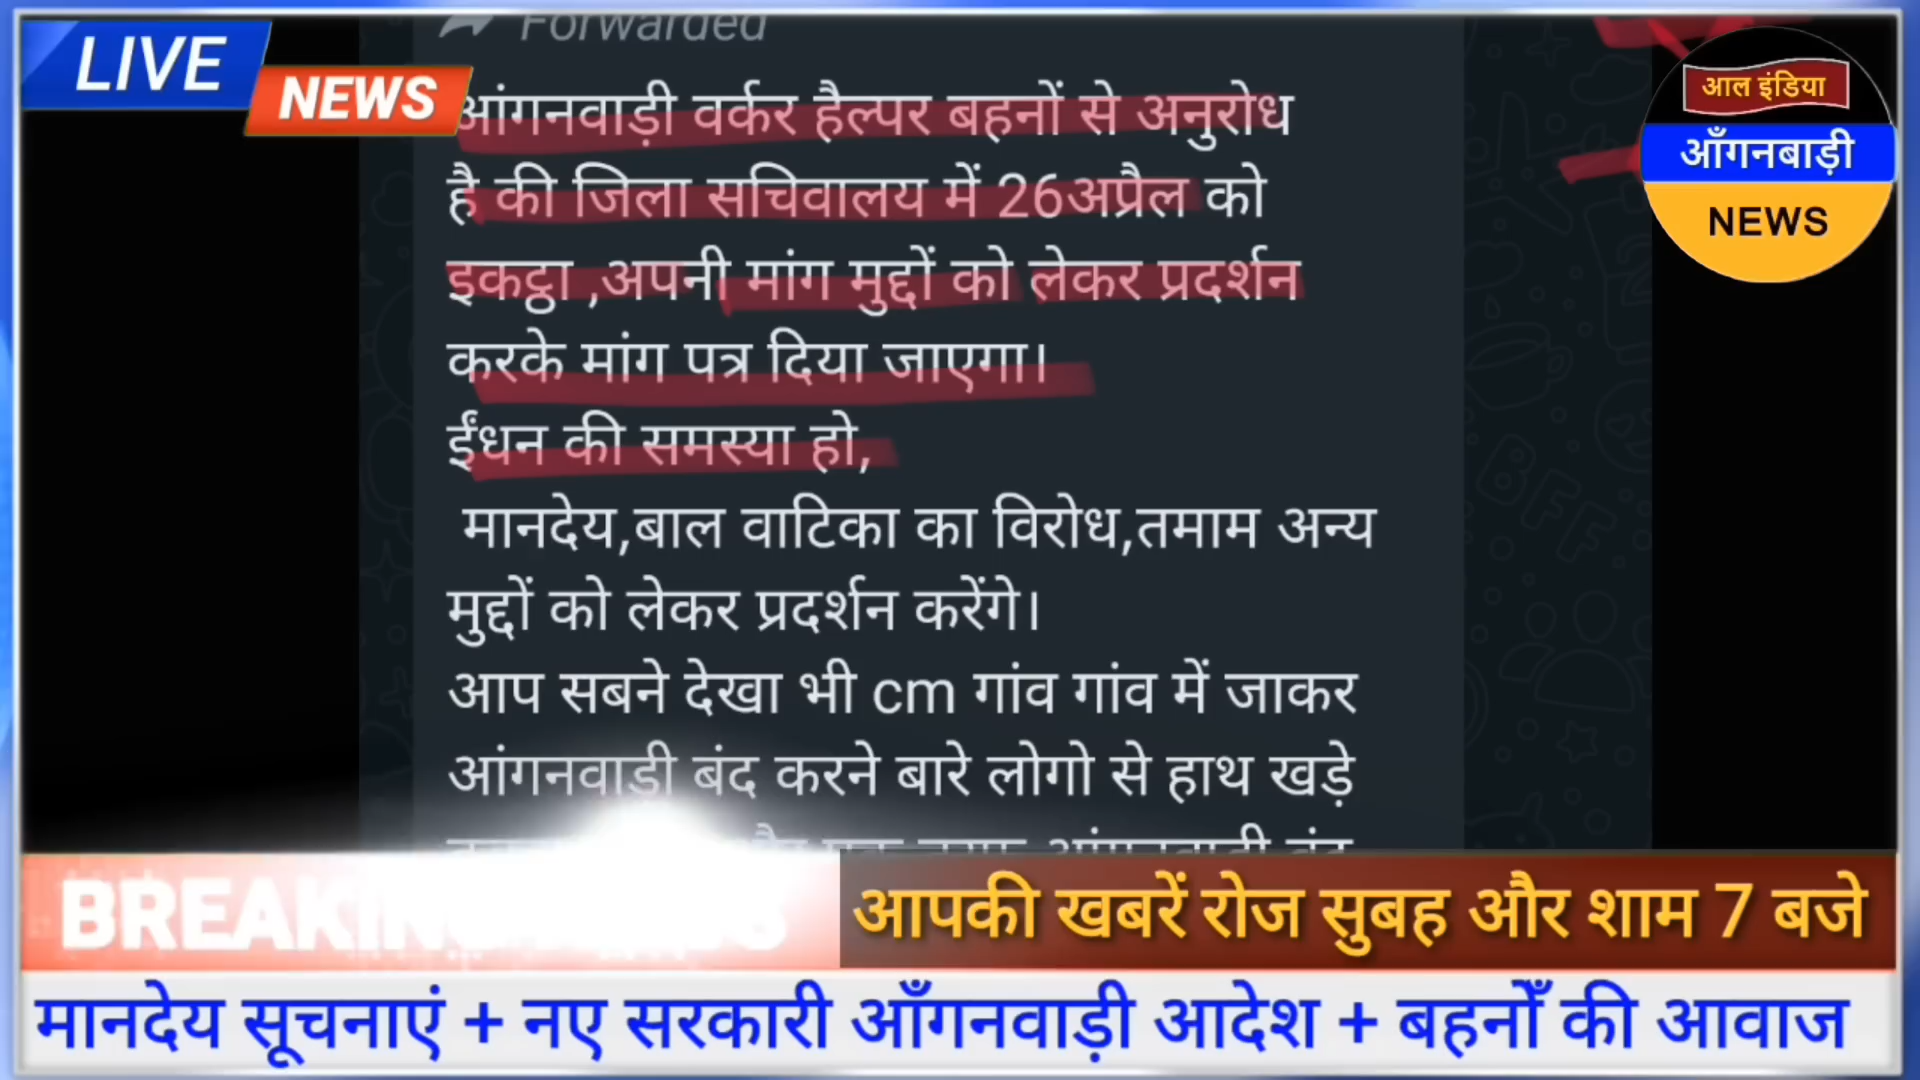 Forwarded
LIVE
NEWS
आंगनवाड़ी वर्कर हैल्पर बहनों से अनुरोध
है की जिला सचिवालय में 26अप्रैल को
इकट्ठा ,अपनी मांग मुद्दों को लेकर प्रदर्शन
करके मांग पत्र दिया जाएगा।
ईंधन की समस्या हो,
मानदेय,बाल वाटिका का विरोध,तमाम अन्य
मुद्दों को लेकर प्रदर्शन करेंगे।
आप सबने देखा भी cm गांव गांव में जाकर
आंगनवाड़ी बंद करने बारे लोगो से हाथ खड़े
आल इंडिया
आँगनबाड़ी
NEWS
आपकी खबरें रोज सुबह और शाम 7 बजे
मानदेय सूचनाएं + नए सरकारी आँगनवाड़ी आदेश + बहनोँ की आवाज